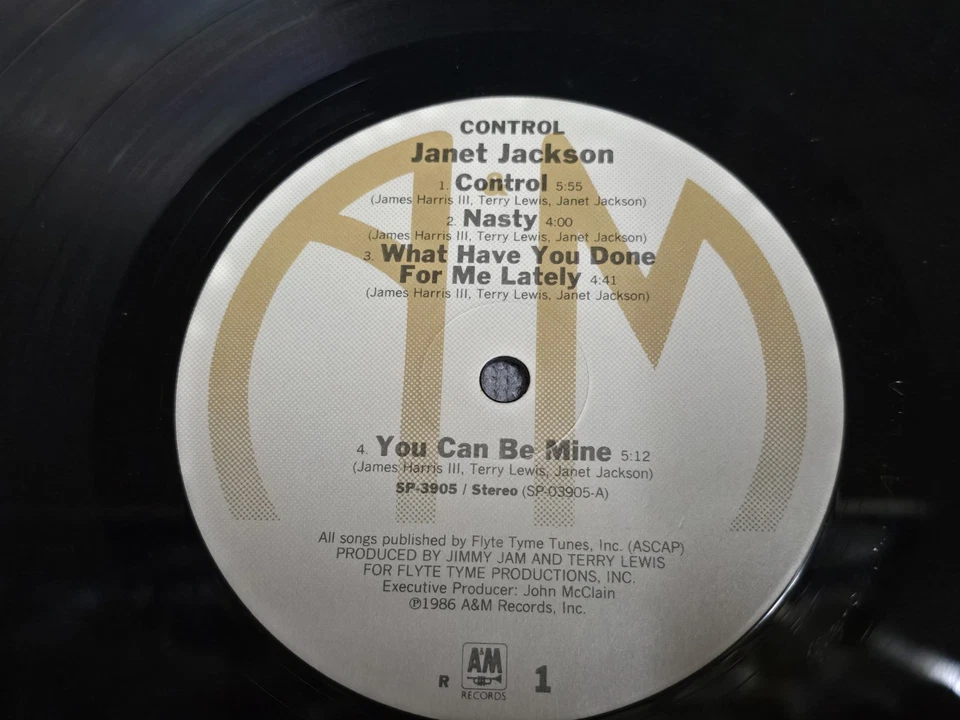 CONTROL
Janet Jackson
1. Control 5:55
(James Harris III, Terry Lewis, Janet Jackson)
2. Nasty 4:00
(James Harris III, Terry Lewis, Janet Jackson)
3. What Have You Done
For Me Lately 4:41
(James Harris III, Terry Lewis, Janet Jackson)
4. You Can Be Mine 5:12
(James Harris III, Terry Lewis, Janet Jackson)
SP-3905 / Stereo (SP-03905-A)
All songs published by Flyte Tyme Tunes, Inc. (ASCAP)
PRODUCED BY JIMMY JAM AND TERRY LEWIS
FOR FLYTE TYME PRODUCTIONS, INC.
Executive Producer: John McClain
℗1986 A&M Records, Inc.
R A&M RECORDS 1
A&M